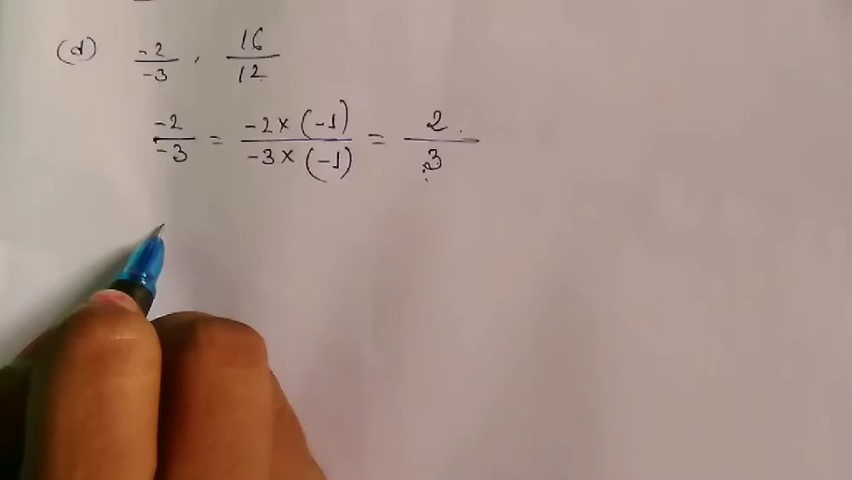 (d) -2/-3 , 16/12
-2/-3 = -2×(-1)/-3×(-1) = 2/3